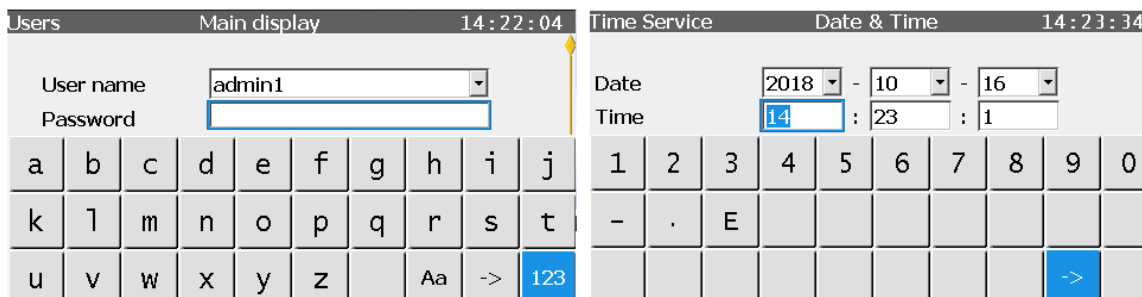 Users Main display 14:22:04
User name admin1
Password
a b c d e f g h i j
k l m n o p q r s t
u v w x y z Aa -> 123
Time Service Date & Time 14:23:34
Date 2018 - 10 - 16
Time 14 : 23 : 1
1 2 3 4 5 6 7 8 9 0
- . E
->